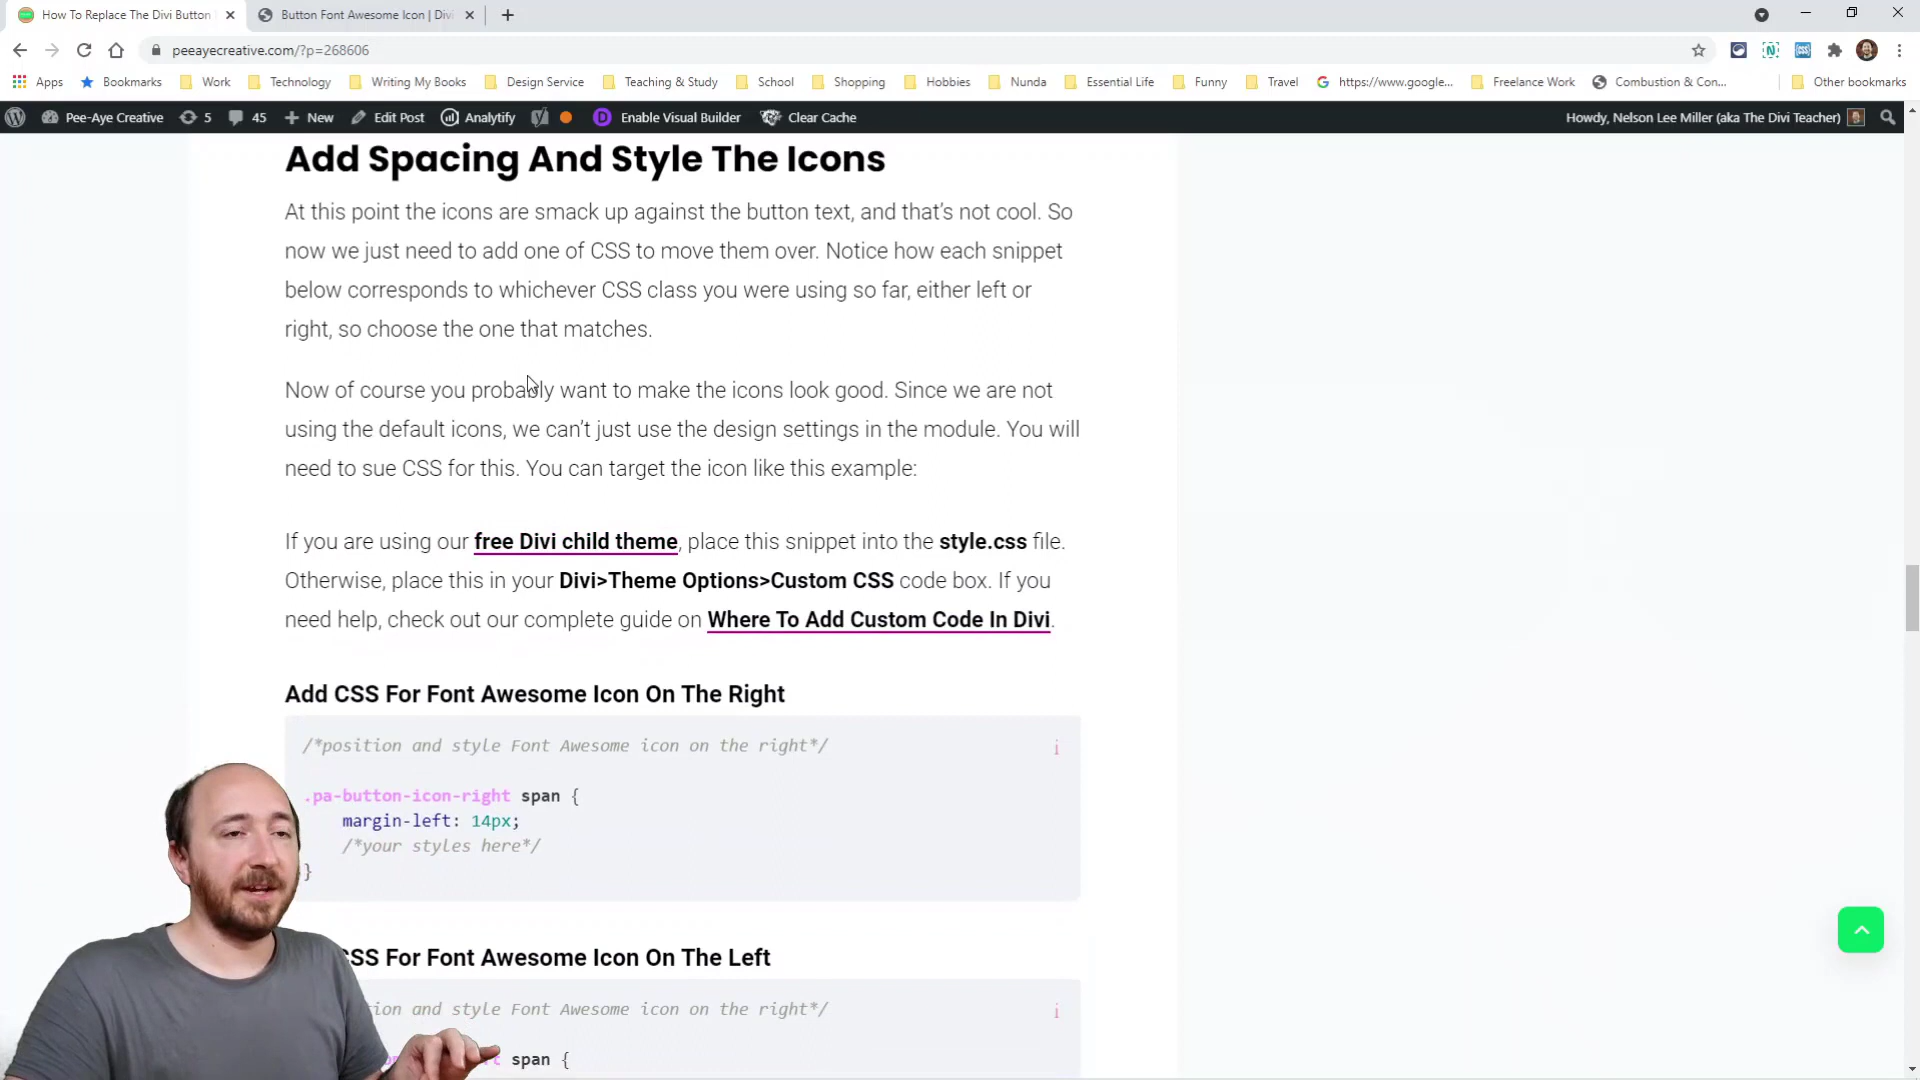 How To Replace The Divi Button
Button Font Awesome Icon | Divi
peeayecreative.com/?p=268606
Apps Bookmarks Work Technology Writing My Books Design Service Teaching & Study School Shopping Hobbies Nunda Essential Life Funny Travel https://www.google... Freelance Work Combustion & Con... Other bookmarks
Pee-Aye Creative 5 45 New Edit Post Analytify Enable Visual Builder Clear Cache Howdy, Nelson Lee Miller (aka The Divi Teacher)
Add Spacing And Style The Icons
At this point the icons are smack up against the button text, and that's not cool. So
now we just need to add one of CSS to move them over. Notice how each snippet
below corresponds to whichever CSS class you were using so far, either left or
right, so choose the one that matches.
Now of course you probably want to make the icons look good. Since we are not
using the default icons, we can't just use the design settings in the module. You will
need to sue CSS for this. You can target the icon like this example:
If you are using our free Divi child theme, place this snippet into the style.css file.
Otherwise, place this in your Divi>Theme Options>Custom CSS code box. If you
need help, check out our complete guide on Where To Add Custom Code In Divi.
Add CSS For Font Awesome Icon On The Right
/*position and style Font Awesome icon on the right*/
i
.pa-button-icon-right span {
margin-left: 14px;
/*your styles here*/
}
CSS For Font Awesome Icon On The Left
and style Font Awesome icon on the right*/
i
span {